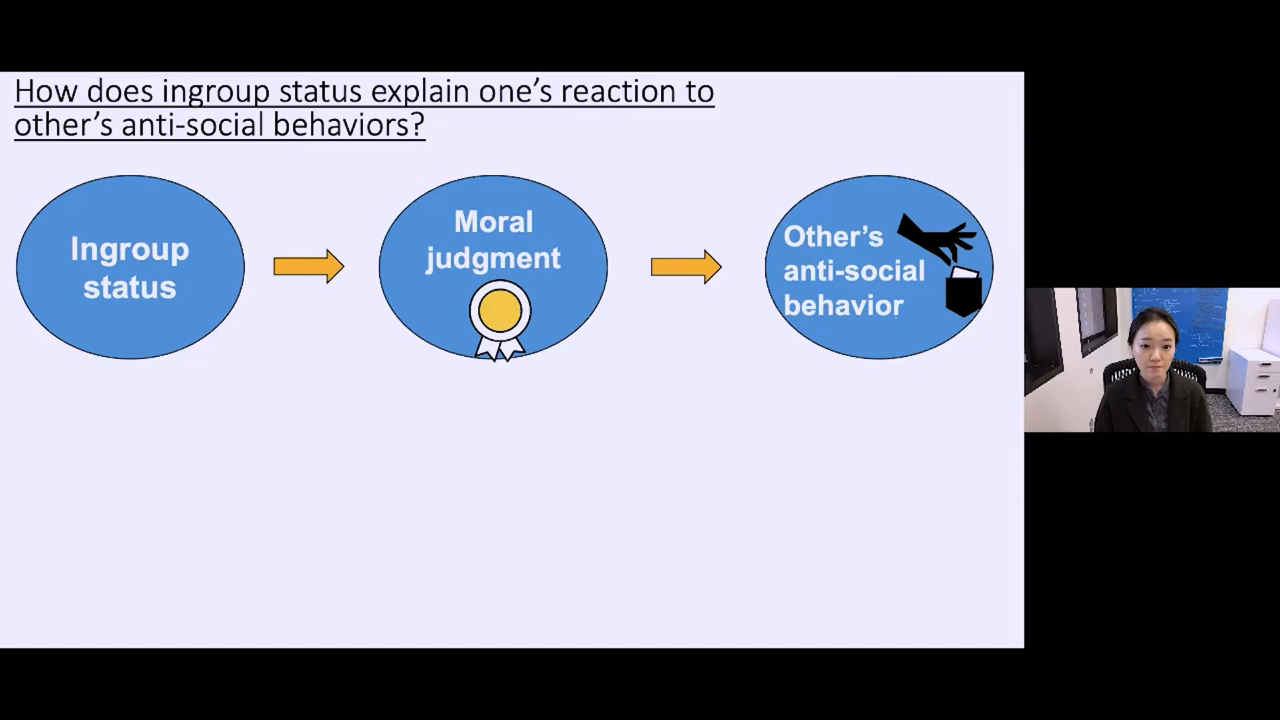 How does ingroup status explain one's reaction to
other's anti-social behaviors?
Ingroup
status
Moral
judgment
Other's
anti-social
behavior